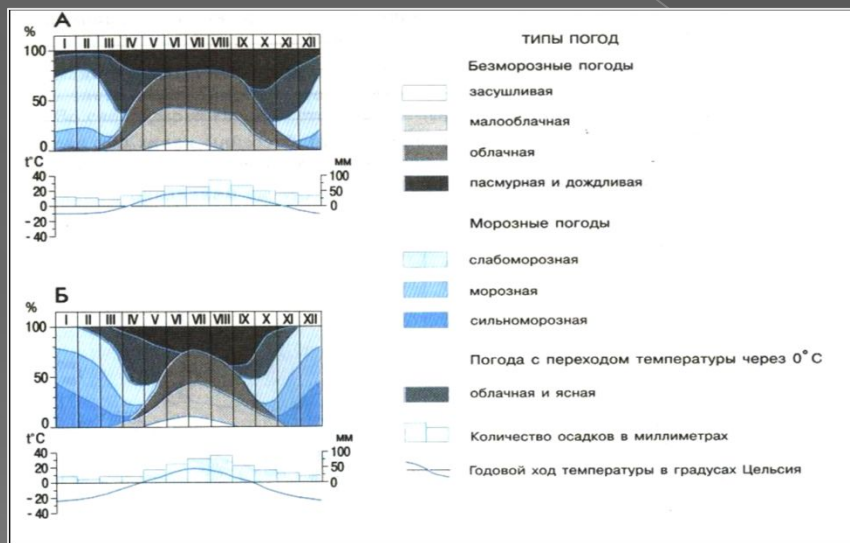 А
%
I II III IV V VI VII VIII IX X XI XII
100
50
0
t°C
мм
40
20
0
- 20
- 40
100
50
0
Б
%
I II III IV V VI VII VIII IX X XI XII
100
50
0
t°C
мм
40
20
0
- 20
- 40
100
50
0
ТИПЫ ПОГОД
Безморозные погоды
засушливая
малооблачная
облачная
пасмурная и дождливая
Морозные погоды
слабоморозная
морозная
сильноморозная
Погода с переходом температуры через 0°С
облачная и ясная
Количество осадков в миллиметрах
Годовой ход температуры в градусах Цельсия